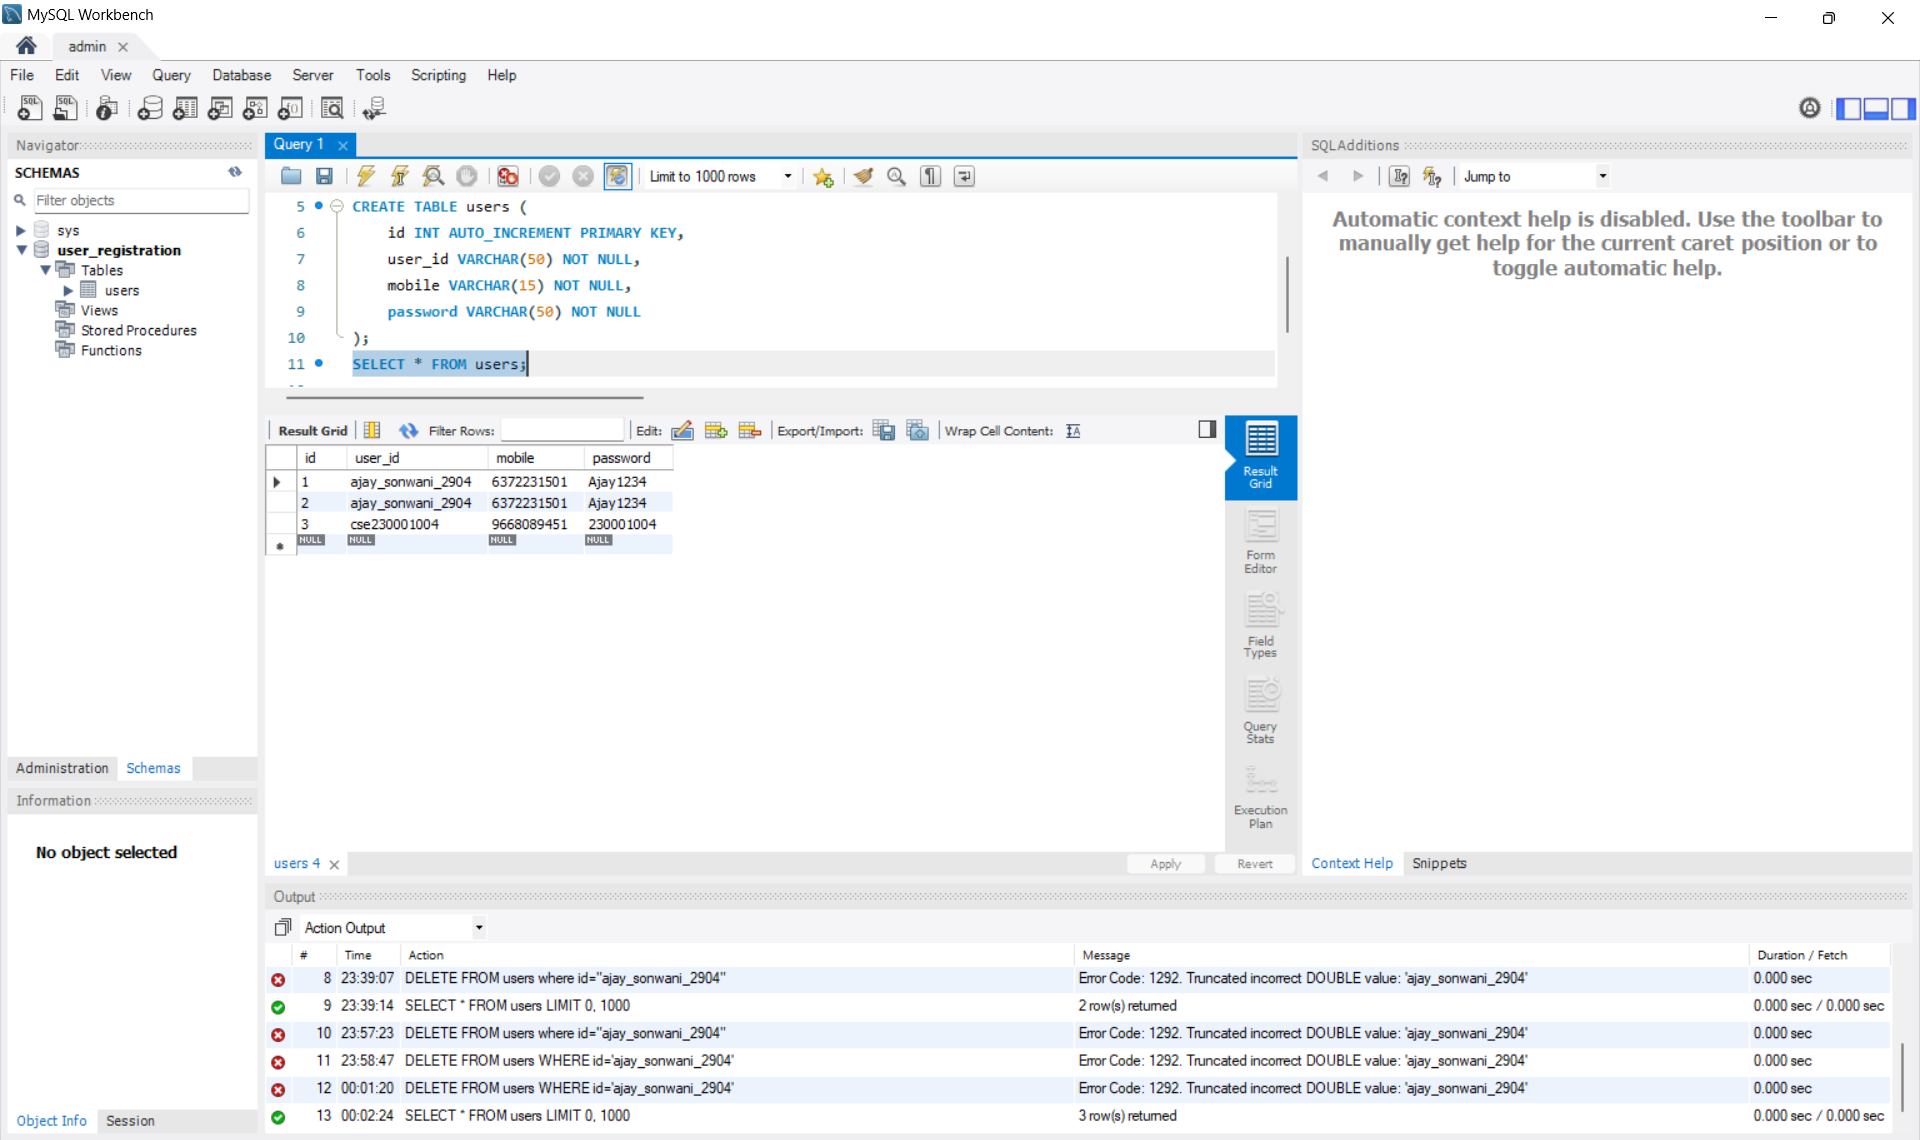 MySQL Workbench
admin
File Edit View Query Database Server Tools Scripting Help
Navigator
SCHEMAS
Filter objects
sys
user_registration
Tables
users
Views
Stored Procedures
Functions
Administration Schemas
Information
No object selected
Object Info Session
Query 1
Limit to 1000 rows
5 CREATE TABLE users (
6 id INT AUTO_INCREMENT PRIMARY KEY,
7 user_id VARCHAR(50) NOT NULL,
8 mobile VARCHAR(15) NOT NULL,
9 password VARCHAR(50) NOT NULL
10 );
11 SELECT * FROM users;
Result Grid Filter Rows: Edit: Export/Import: Wrap Cell Content:
id user_id mobile password
1 ajay_sonwani_2904 6372231501 Ajay1234
2 ajay_sonwani_2904 6372231501 Ajay1234
3 cse230001004 9668089451 230001004
NULL NULL NULL NULL
Result
Grid
Form
Editor
Field
Types
Query
Stats
Execution
Plan
users 4 Apply Revert
SQLAdditions
Jump to
Automatic context help is disabled. Use the toolbar to
manually get help for the current caret position or to
toggle automatic help.
Context Help Snippets
Output
Action Output
# Time Action Message Duration / Fetch
8 23:39:07 DELETE FROM users where id="ajay_sonwani_2904" Error Code: 1292. Truncated incorrect DOUBLE value: 'ajay_sonwani_2904' 0.000 sec
9 23:39:14 SELECT * FROM users LIMIT 0, 1000 2 row(s) returned 0.000 sec / 0.000 sec
10 23:57:23 DELETE FROM users where id="ajay_sonwani_2904" Error Code: 1292. Truncated incorrect DOUBLE value: 'ajay_sonwani_2904' 0.000 sec
11 23:58:47 DELETE FROM users WHERE id='ajay_sonwani_2904' Error Code: 1292. Truncated incorrect DOUBLE value: 'ajay_sonwani_2904' 0.000 sec
12 00:01:20 DELETE FROM users WHERE id='ajay_sonwani_2904' Error Code: 1292. Truncated incorrect DOUBLE value: 'ajay_sonwani_2904' 0.000 sec
13 00:02:24 SELECT * FROM users LIMIT 0, 1000 3 row(s) returned 0.000 sec / 0.000 sec